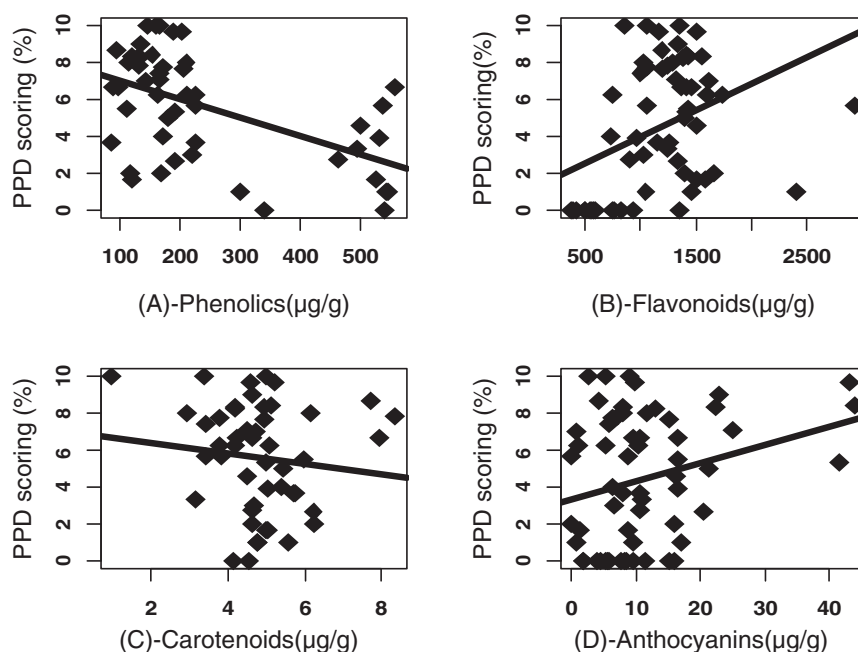 PPD scoring (%)
10
8
6
4
2
0
100 200 300 400 500
(A)-Phenolics(µg/g)
PPD scoring(%)
10
8
6
4
2
0
500 1500 2500
(B)-Flavonoids(µg/g)
PPD scoring (%)
10
8
6
4
2
0
2 4 6 8
(C)-Carotenoids(µg/g)
PPD scoring (%)
10
8
6
4
2
0
0 10 20 30 40
(D)-Anthocyanins(µg/g)